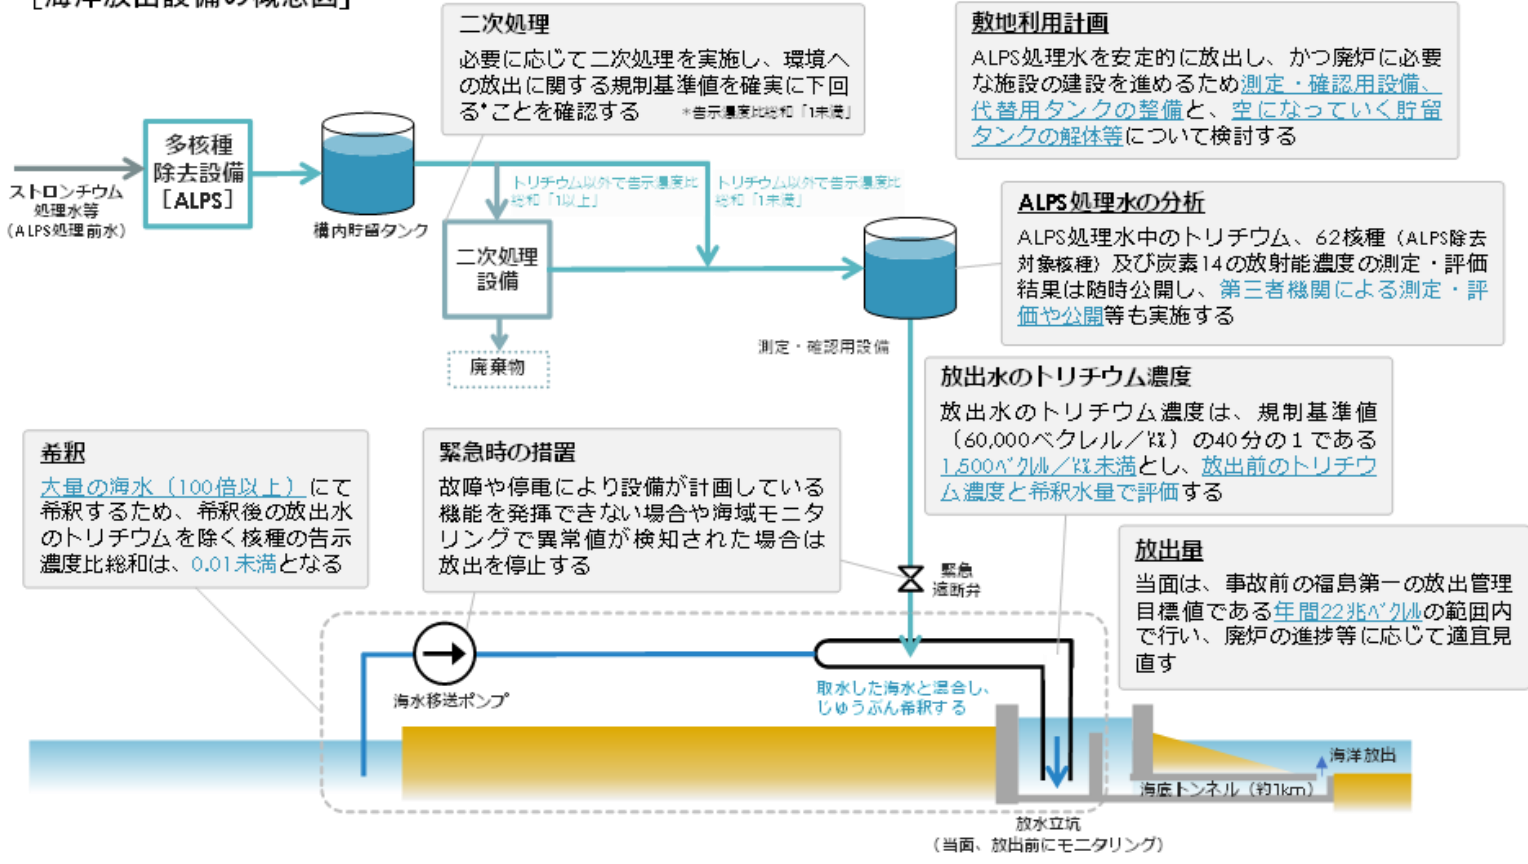 [海洋放出設備の概念図]
二次処理
必要に応じて二次処理を実施し、環境へ
の放出に関する規制基準値を確実に下回
る*ことを確認する
*告示濃度比総和「1未満」
敷地利用計画
ALPS処理水を安定的に放出し、かつ廃炉に必要
な施設の建設を進めるため測定・確認用設備、
代替用タンクの整備と、空になっていく貯留
タンクの解体等について検討する
多核種
除去設備
[ALPS]
ストロンチウム
処理水等
(ALPS処理前水)
構内貯留タンク
トリチウム以外で告示濃度比
総和「1以上」
トリチウム以外で告示濃度比
総和「1未満」
二次処理
設備
廃棄物
測定・確認用設備
ALPS処理水の分析
ALPS処理水中のトリチウム、62核種(ALPS除去
対象核種)及び炭素14の放射能濃度の測定・評価
結果は随時公開し、第三者機関による測定・評
価や公開等も実施する
放出水のトリチウム濃度
放出水のトリチウム濃度は、規制基準値
(60,000ベクレル/㍑)の40分の1である
1,500ベクレル/㍑未満とし、放出前のトリチウ
ム濃度と希釈水量で評価する
希釈
大量の海水(100倍以上)にて
希釈するため、希釈後の放出水
のトリチウムを除く核種の告示
濃度比総和は、0.01未満となる
緊急時の措置
故障や停電により設備が計画している
機能を発揮できない場合や海域モニタ
リングで異常値が検知された場合は
放出を停止する
緊急
遮断弁
放出量
当面は、事故前の福島第一の放出管理
目標値である年間22兆ベクレルの範囲内
で行い、廃炉の進捗等に応じて適宜見
直す
海水移送ポンプ
取水した海水と混合し、
じゅうぶん希釈する
海洋放出
海底トンネル(約1km)
放水立坑
(当面、放出前にモニタリング)